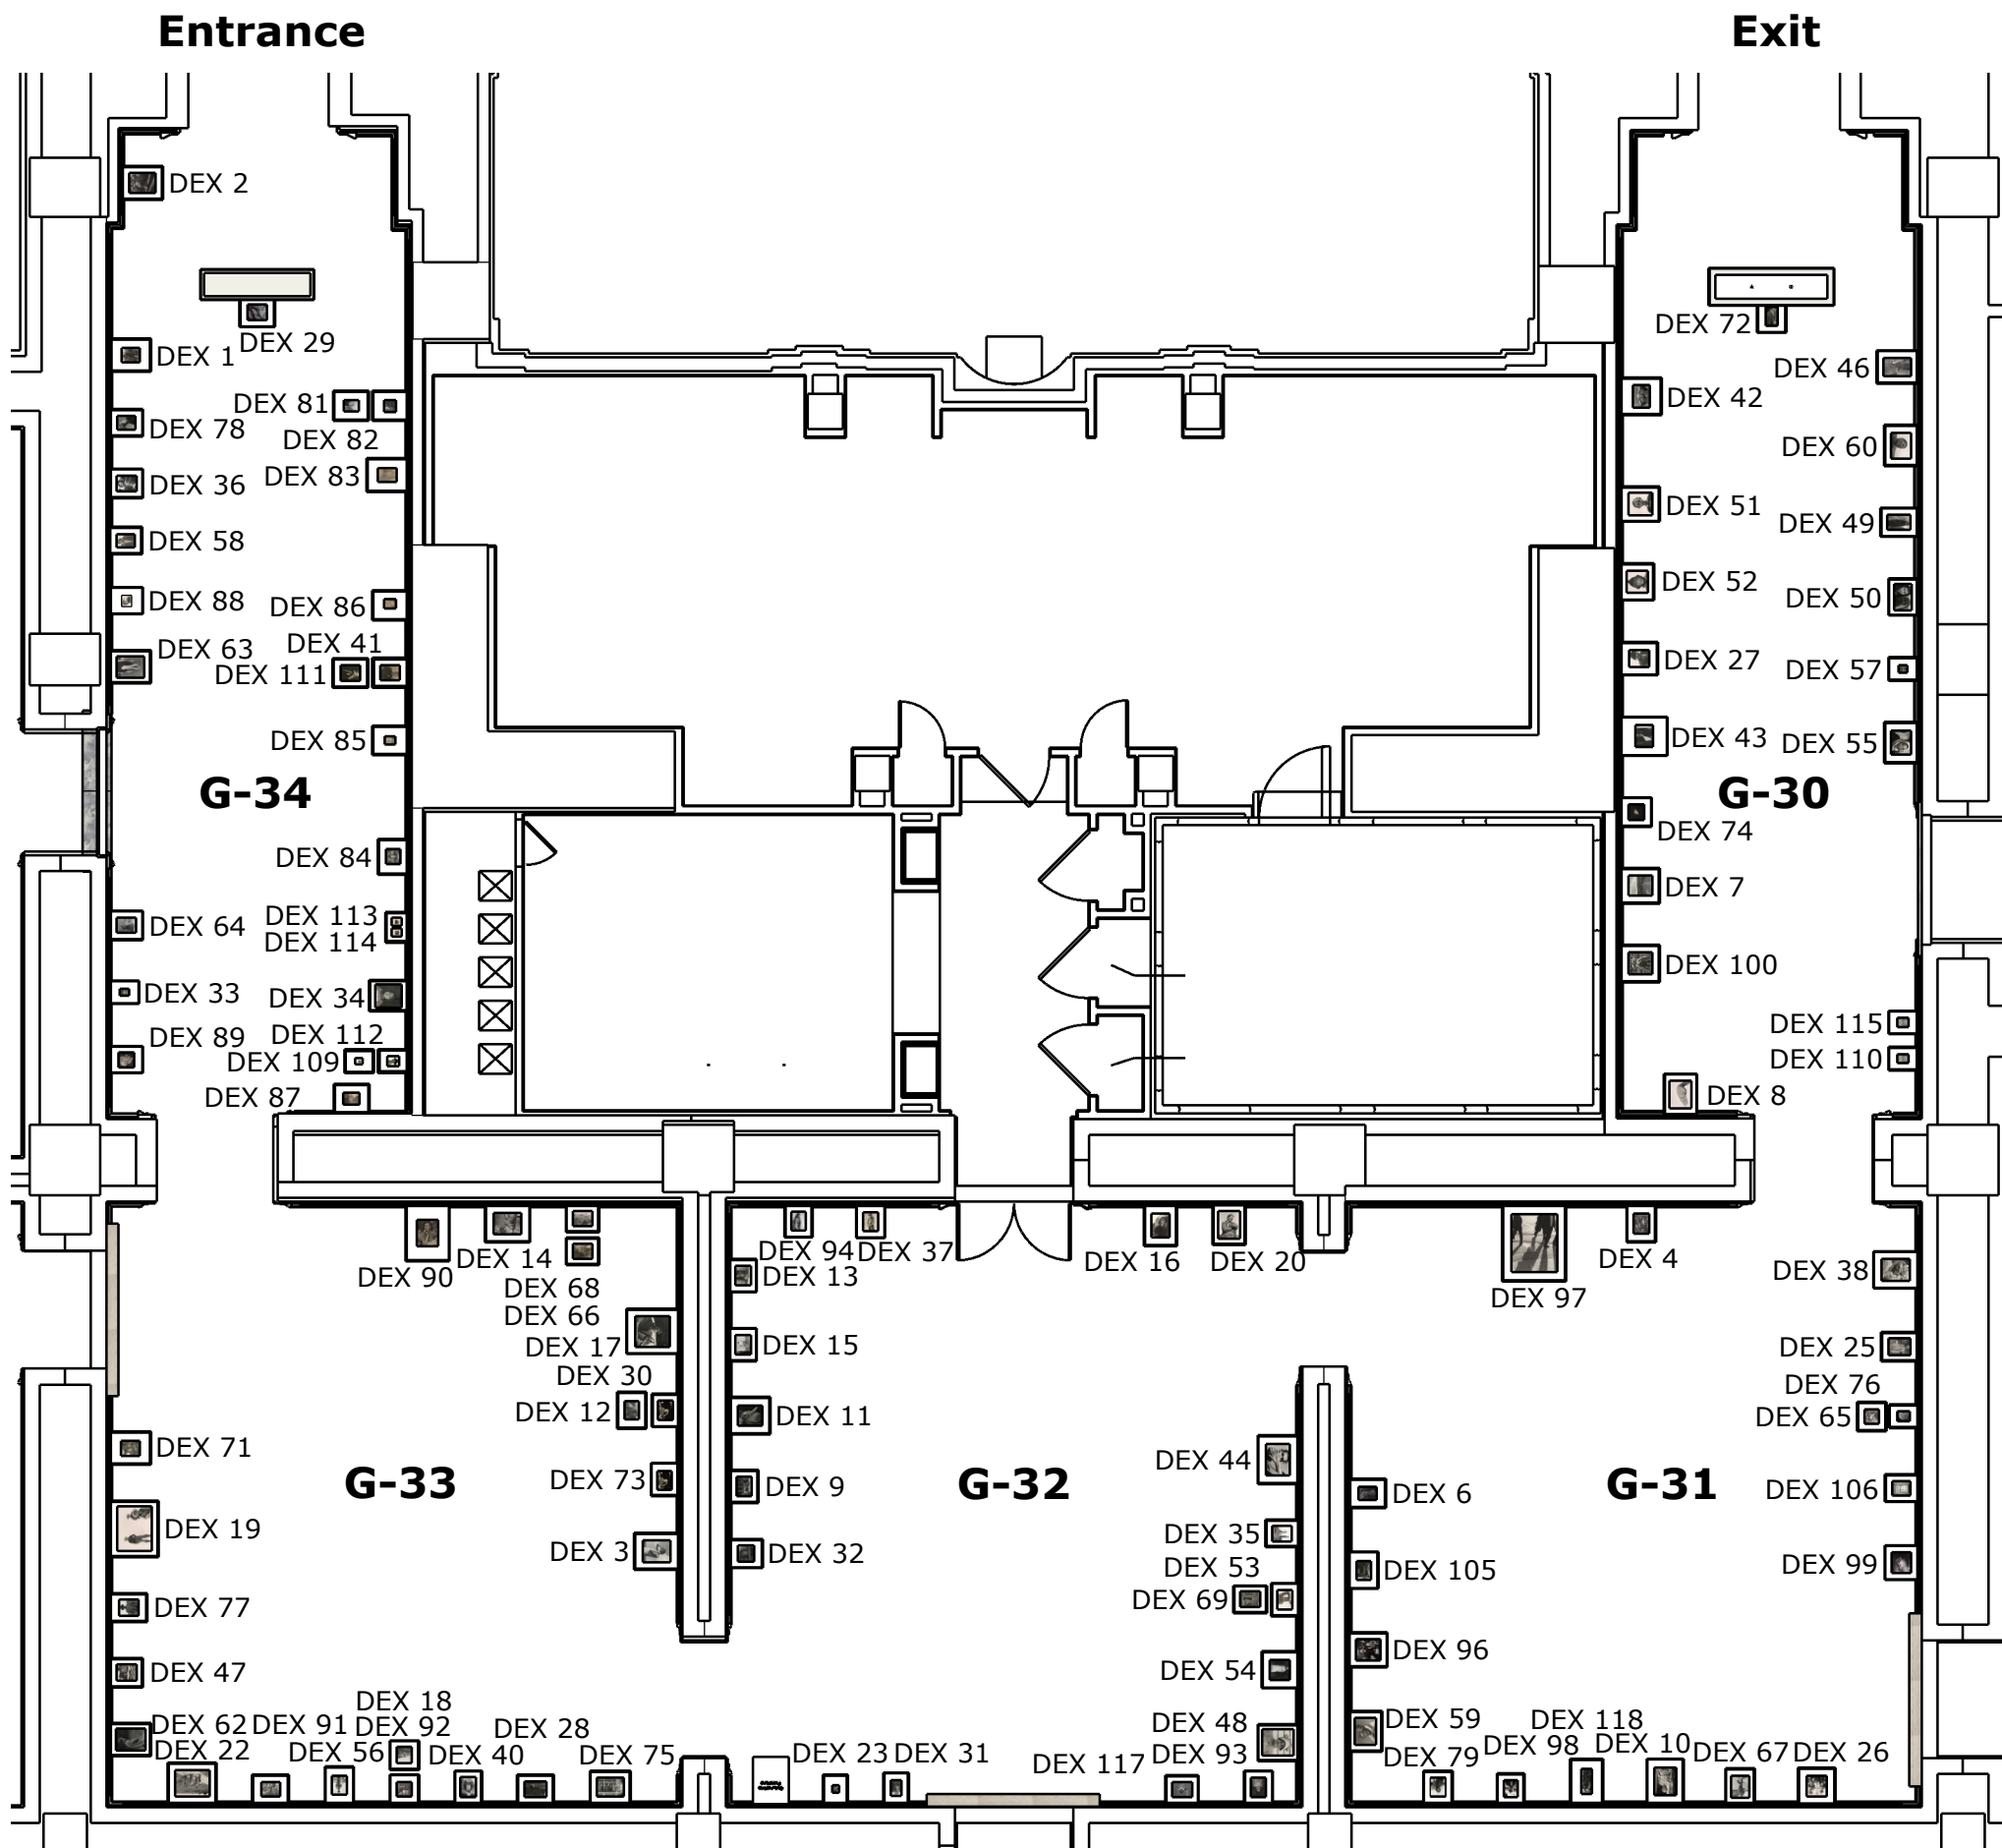 Entrance
Exit
DEX 2
DEX 29
DEX 1
DEX 81
DEX 82
DEX 78
DEX 83
DEX 36
DEX 58
DEX 88
DEX 86
DEX 41
DEX 63
DEX 111
DEX 85
G-34
DEX 84
DEX 64
DEX 113
DEX 114
DEX 33
DEX 34
DEX 112
DEX 89
DEX 109
DEX 87
DEX 72
DEX 46
DEX 42
DEX 60
DEX 51
DEX 49
DEX 52
DEX 50
DEX 27
DEX 57
DEX 43
DEX 55
G-30
DEX 74
DEX 7
DEX 100
DEX 115
DEX 110
DEX 8
DEX 14
DEX 90
DEX 68
DEX 66
DEX 17
DEX 30
DEX 12
DEX 71
DEX 73
G-33
DEX 19
DEX 3
DEX 77
DEX 47
DEX 18
DEX 62
DEX 91
DEX 92
DEX 28
DEX 22
DEX 56
DEX 40
DEX 75
DEX 94
DEX 37
DEX 16
DEX 20
DEX 13
DEX 15
DEX 11
DEX 44
G-32
DEX 9
DEX 35
DEX 32
DEX 53
DEX 69
DEX 54
DEX 48
DEX 23
DEX 31
DEX 117
DEX 93
DEX 4
DEX 38
DEX 97
DEX 25
DEX 76
DEX 65
DEX 6
G-31
DEX 106
DEX 105
DEX 99
DEX 96
DEX 59
DEX 118
DEX 79
DEX 98
DEX 10
DEX 67
DEX 26